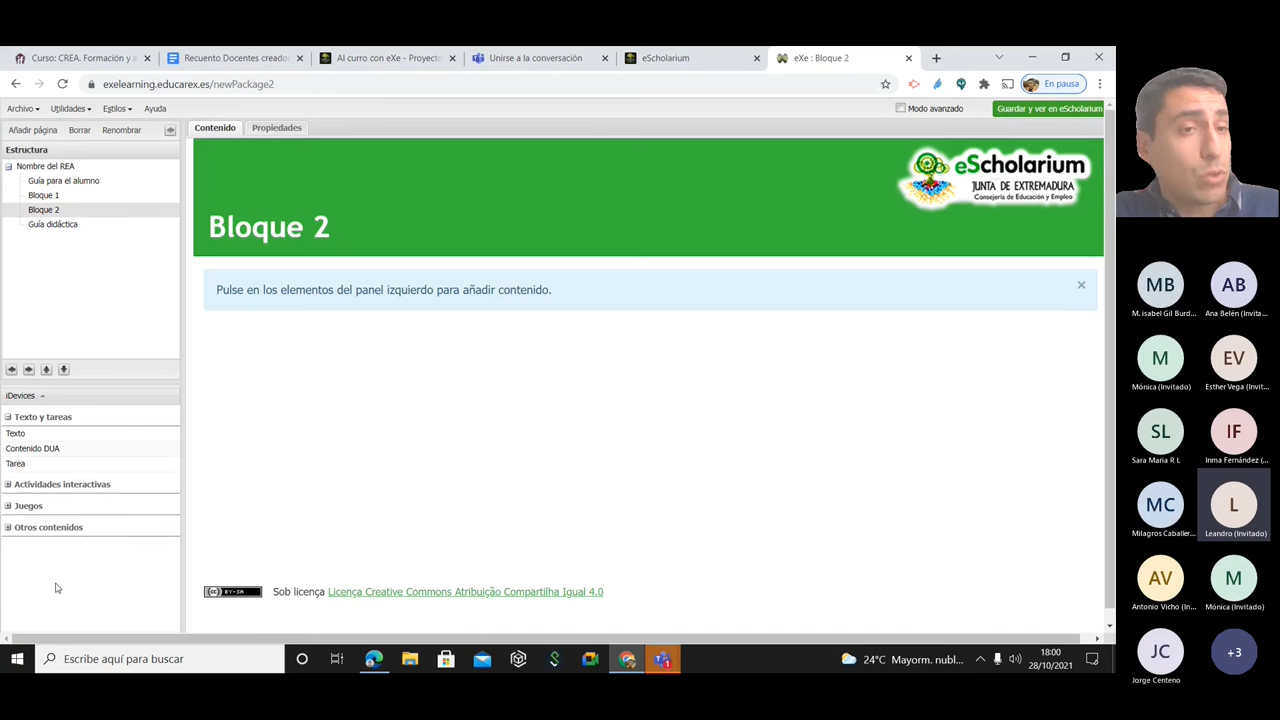 Curso: CREA. Formación y a
Recuento Docentes creado
Al curro con eXe - Proyecto
Unirse a la conversación
eScholarium
eXe : Bloque 2
exelearning.educarex.es/newPackage2
En pausa
Archivo
Utilidades
Estilos
Ayuda
Modo avanzado
Guardar y ver en eScholarium
Añadir página
Borrar
Renombrar
Contenido
Propiedades
Estructura
Nombre del REA
Guía para el alumno
Bloque 1
Bloque 2
Guía didáctica
eScholarium
JUNTA DE EXTREMADURA
Consejería de Educación y Empleo
Bloque 2
Pulse en los elementos del panel izquierdo para añadir contenido.
iDevices
Texto y tareas
Texto
Contenido DUA
Tarea
Actividades interactivas
Juegos
Otros contenidos
BY-SA
Sob licença Licença Creative Commons Atribuição Compartilha Igual 4.0
Escribe aquí para buscar
24°C Mayorm. nubl...
18:00
28/10/2021
MB
M. isabel Gil Burd...
AB
Ana Belén (Invita...
M
Mónica (Invitado)
EV
Esther Vega (Invit...
SL
Sara Maria R L
IF
Inma Fernández (...
MC
Milagros Caballer...
L
Leandro (Invitado)
AV
Antonio Vicho (In...
M
Mónica (Invitado)
JC
Jorge Centeno
+3